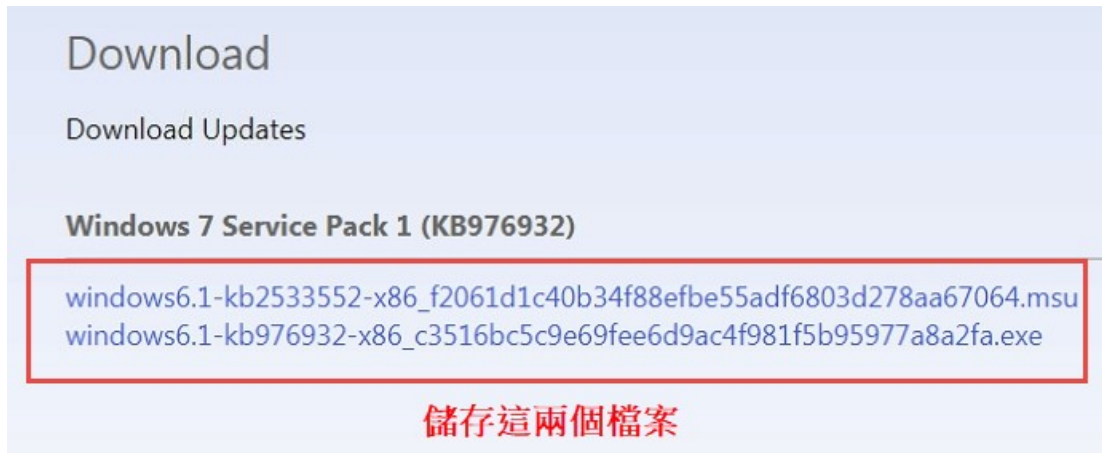 Download
Download Updates
Windows 7 Service Pack 1 (KB976932)
windows6.1-kb2533552-x86_f2061d1c40b34f88efbe55adf6803d278aa67064.msu
windows6.1-kb976932-x86_c3516bc5c9e69fee6d9ac4f981f5b95977a8a2fa.exe
儲存這兩個檔案